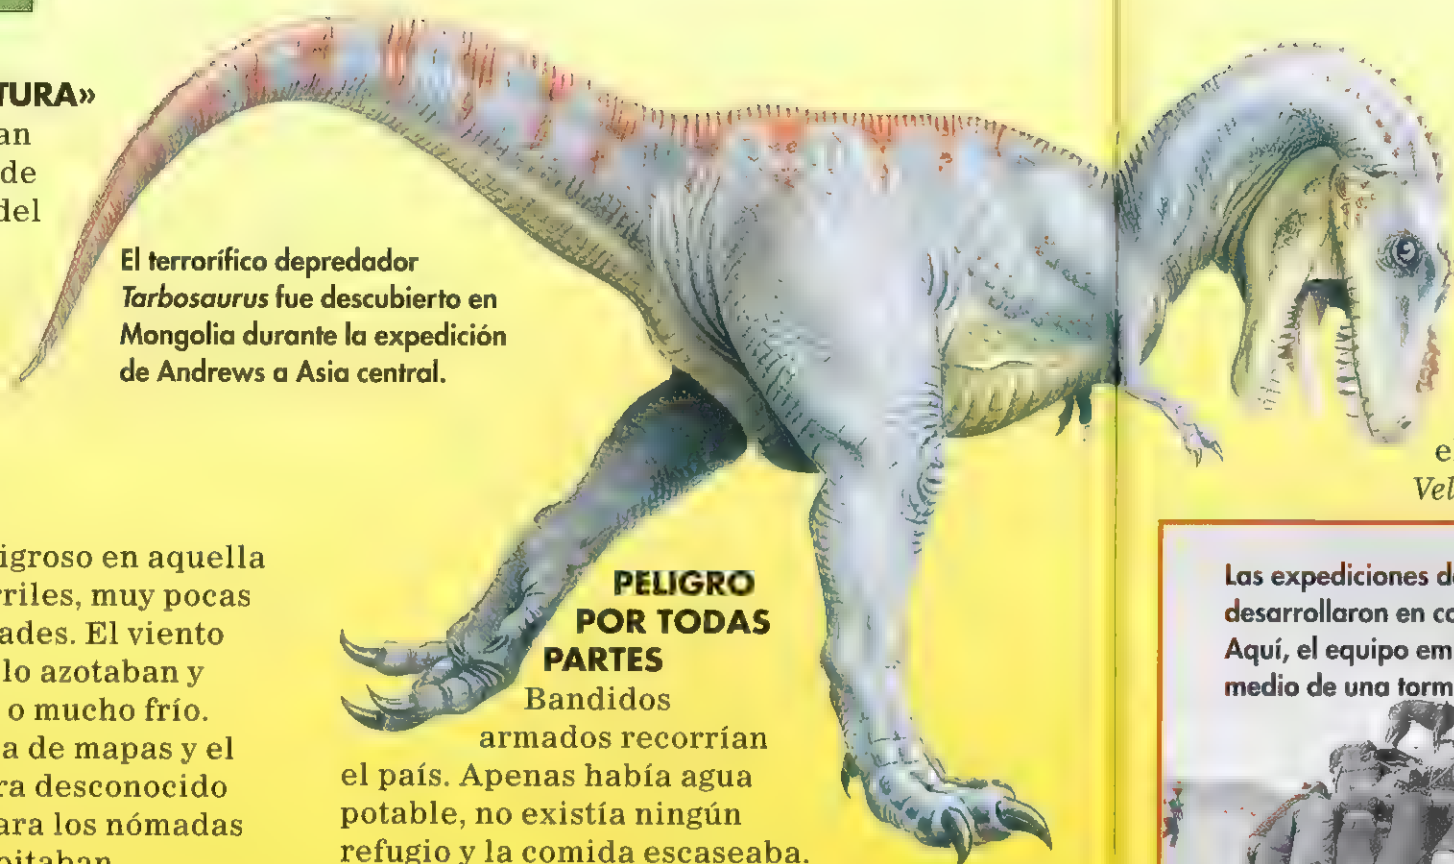 TURA»
an
de
del
El terrorífico depredador
Tarbosaurus fue descubierto en
Mongolia durante la expedición
de Andrews a Asia central.
igroso en aquella
rriles, muy pocas
ades. El viento
lo azotaban y
o mucho frío.
a de mapas y el
ra desconocido
ara los nómadas
PELIGRO
POR TODAS
PARTES
Bandidos
armados recorrían
el país. Apenas había agua
potable, no existía ningún
refugio y la comida escaseaba.
e
Vel
Las expediciones d
desarrollaron en c
Aquí, el equipo em
medio de una torm